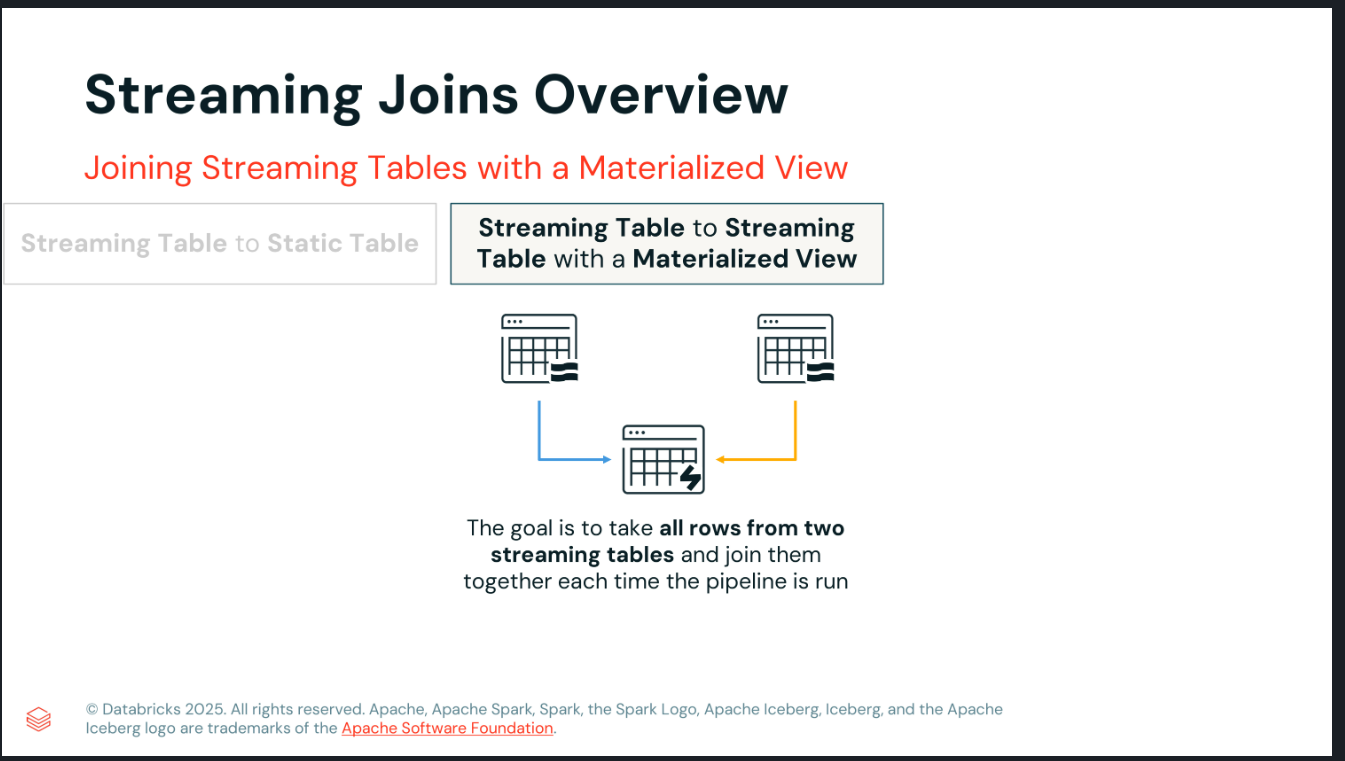 Streaming Joins Overview
Joining Streaming Tables with a Materialized View
Streaming Table to Static Table
Streaming Table to Streaming
Table with a Materialized View
The goal is to take all rows from two
streaming tables and join them
together each time the pipeline is run
© Databricks 2025. All rights reserved. Apache, Apache Spark, Spark, the Spark Logo, Apache Iceberg, Iceberg, and the Apache
Iceberg logo are trademarks of the Apache Software Foundation.